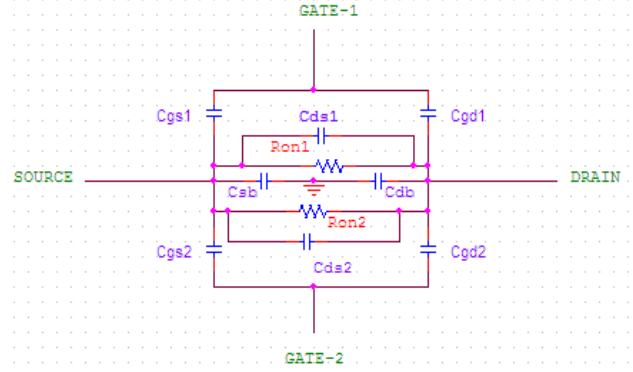 GATE-1
Cgs1
Cds1
Cgd1
Ron1
SOURCE
DRAIN
Csb
Cdb
Ron2
Cgs2
Cgd2
Cds2
GATE-2